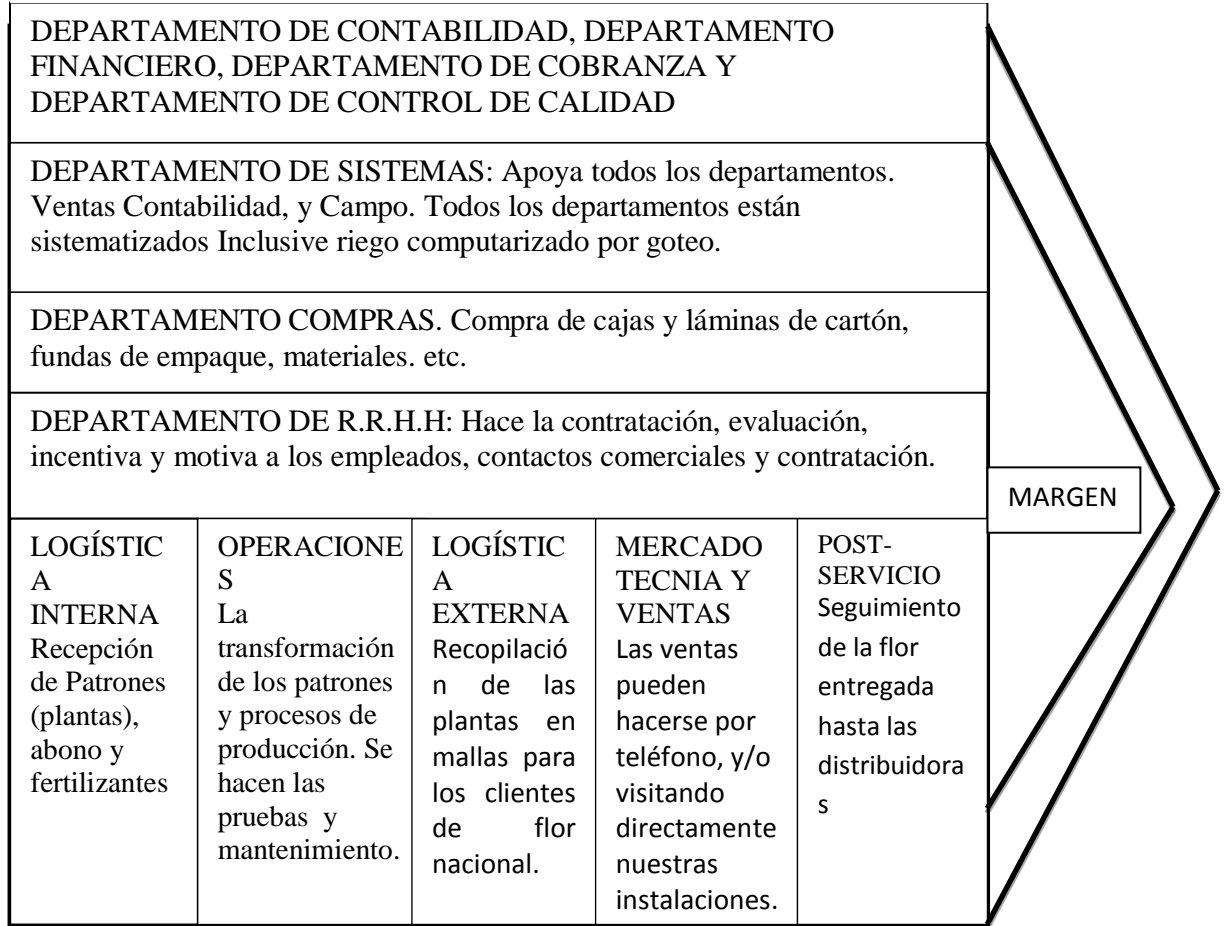 DEPARTAMENTO DE CONTABILIDAD, DEPARTAMENTO
FINANCIERO, DEPARTAMENTO DE COBRANZA Y
DEPARTAMENTO DE CONTROL DE CALIDAD
DEPARTAMENTO DE SISTEMAS: Apoya todos los departamentos.
Ventas Contabilidad, y Campo. Todos los departamentos están
sistematizados Inclusive riego computarizado por goteo.
DEPARTAMENTO COMPRAS. Compra de cajas y láminas de cartón,
fundas de empaque, materiales. etc.
DEPARTAMENTO DE R.R.H.H: Hace la contratación, evaluación,
incentiva y motiva a los empleados, contactos comerciales y contratación.
MARGEN
LOGÍSTIC
A
INTERNA
Recepción
de Patrones
(plantas),
abono y
fertilizantes
OPERACIONE
S
La
transformación
de los patrones
y procesos de
producción. Se
hacen las
pruebas y
mantenimiento.
LOGÍSTIC
A
EXTERNA
Recopilació
n de las
plantas en
mallas para
los clientes
de flor
nacional.
MERCADO
TECNIA Y
VENTAS
Las ventas
pueden
hacerse por
teléfono, y/o
visitando
directamente
nuestras
instalaciones.
POST-
SERVICIO
Seguimiento
de la flor
entregada
hasta las
distribuidora
s